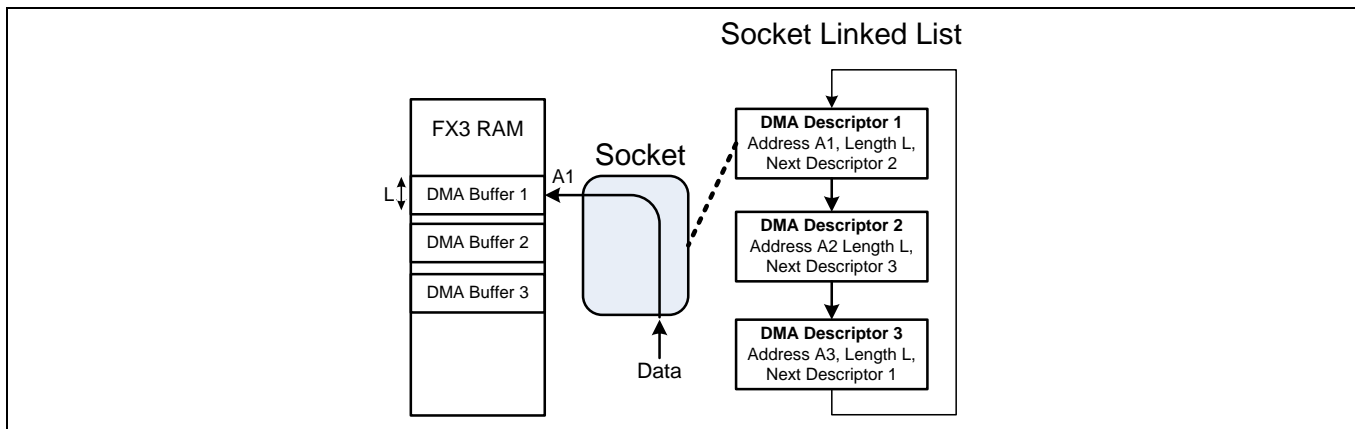 Socket Linked List
FX3 RAM
L
DMA Buffer 1
DMA Buffer 2
DMA Buffer 3
A1
Socket
Data
DMA Descriptor 1
Address A1, Length L,
Next Descriptor 2
DMA Descriptor 2
Address A2 Length L,
Next Descriptor 3
DMA Descriptor 3
Address A3, Length L,
Next Descriptor 1